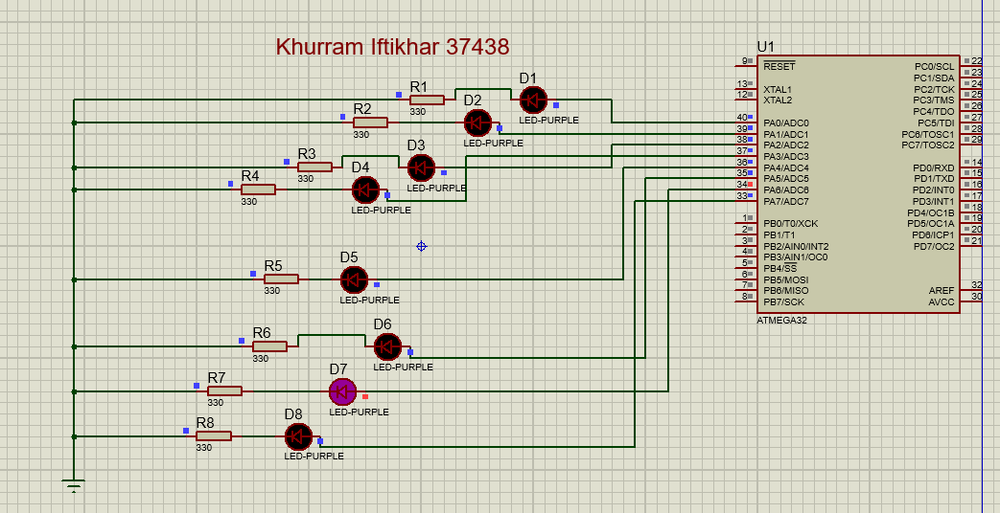 Khurram Iftikhar 37438
R1
330
D1
LED-PURPLE
R2
330
D2
LED-PURPLE
R3
330
D3
LED-PURPLE
R4
330
D4
LED-PURPLE
R5
330
D5
LED-PURPLE
R6
330
D6
LED-PURPLE
R7
330
D7
LED-PURPLE
R8
330
D8
LED-PURPLE
U1
9 RESET
13 XTAL1
12 XTAL2
40 PA0/ADC0
39 PA1/ADC1
38 PA2/ADC2
37 PA3/ADC3
36 PA4/ADC4
35 PA5/ADC5
34 PA6/ADC6
33 PA7/ADC7
1 PB0/T0/XCK
2 PB1/T1
3 PB2/AIN0/INT2
4 PB3/AIN1/OC0
5 PB4/SS
6 PB5/MOSI
7 PB6/MISO
8 PB7/SCK
PC0/SCL 22
PC1/SDA 23
PC2/TCK 24
PC3/TMS 25
PC4/TDO 26
PC5/TDI 27
PC6/TOSC1 28
PC7/TOSC2 29
PD0/RXD 14
PD1/TXD 15
PD2/INT0 16
PD3/INT1 17
PD4/OC1B 18
PD5/OC1A 19
PD6/ICP1 20
PD7/OC2 21
AREF 32
AVCC 30
ATMEGA32